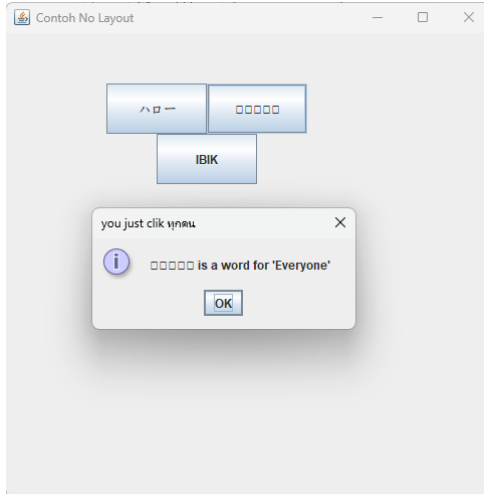 Contoh No Layout
ハロー
□□□□□
IBIK
you just clik ทุกคน
□□□□□ is a word for 'Everyone'
OK